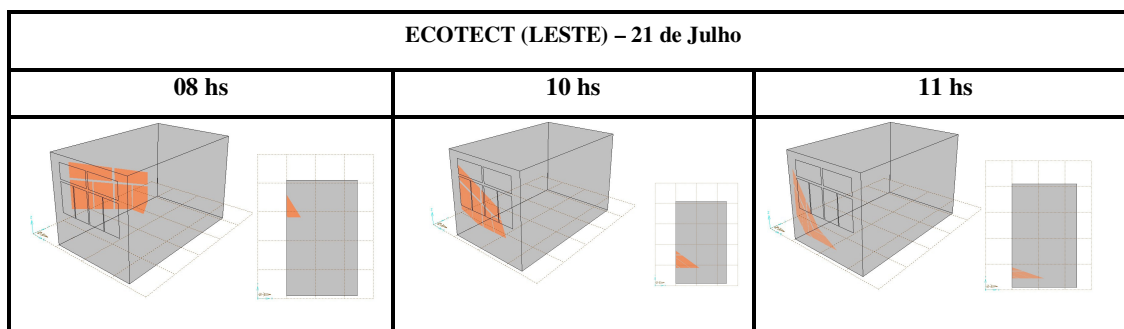 ECOTECT (LESTE) – 21 de Julho
08 hs
10 hs
11 hs